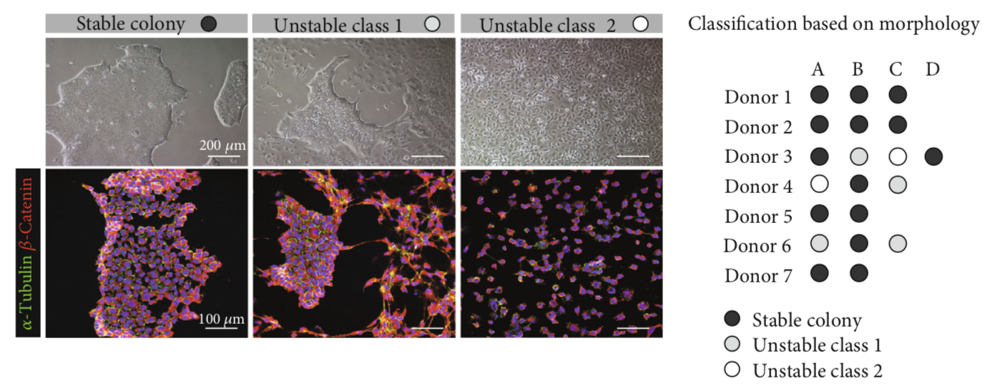 Stable colony
Unstable class 1
Unstable class 2
200 μm
α-Tubulin β-Catenin
100 μm
Classification based on morphology
A B C D
Donor 1
Donor 2
Donor 3
Donor 4
Donor 5
Donor 6
Donor 7
Stable colony
Unstable class 1
Unstable class 2